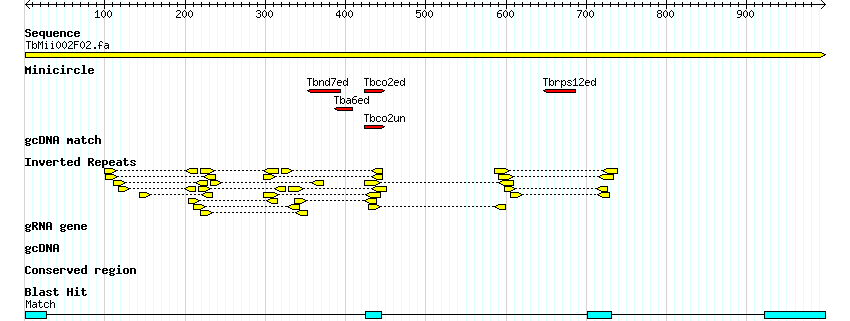 100 200 300 400 500 600 700 800 900
Sequence
TbMii002F02.fa
Minicircle
Tbnd7ed Tbco2ed Tbrps12ed
Tba6ed
Tbco2un
gcDNA match
Inverted Repeats
gRNA gene
gcDNA
Conserved region
Blast Hit
Match